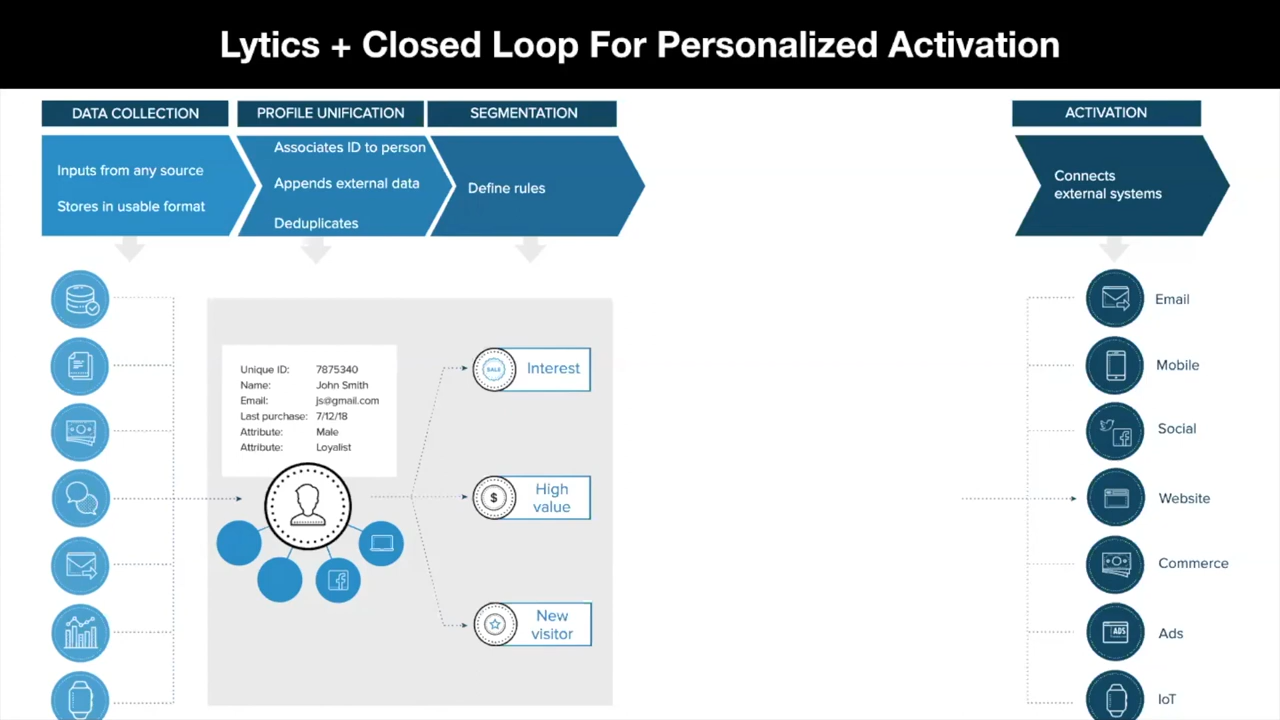 Lytics + Closed Loop For Personalized Activation
DATA COLLECTION
PROFILE UNIFICATION
SEGMENTATION
ACTIVATION
Inputs from any source
Stores in usable format
Associates ID to person
Appends external data
Deduplicates
Define rules
Connects
external systems
Unique ID: 7875340
Name: John Smith
Email: js@gmail.com
Last purchase: 7/12/18
Attribute: Male
Attribute: Loyalist
SALE
Interest
$
High
value
New
visitor
Email
Mobile
Social
Website
Commerce
ADS
Ads
IoT